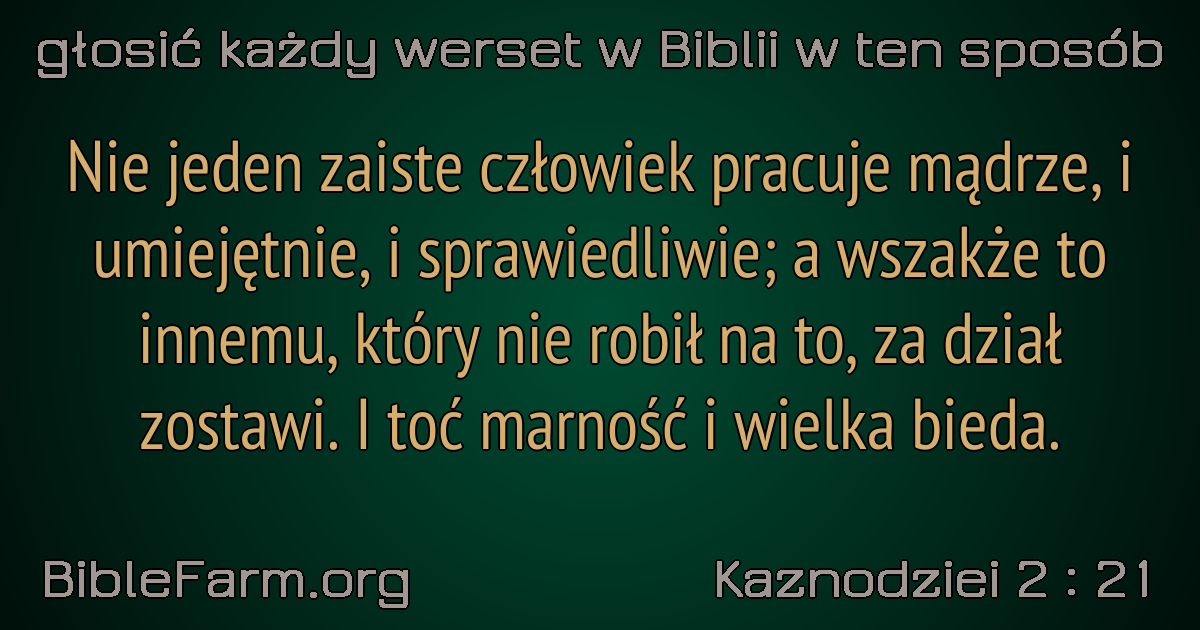 głosić każdy werset w Biblii w ten sposób
Nie jeden zaiste człowiek pracuje mądrze, i
umiejętnie, i sprawiedliwie; a wszakże to
innemu, który nie robił na to, za dział
zostawi. I toć marność i wielka bieda.
BibleFarm.org
Kaznodziei 2 : 21